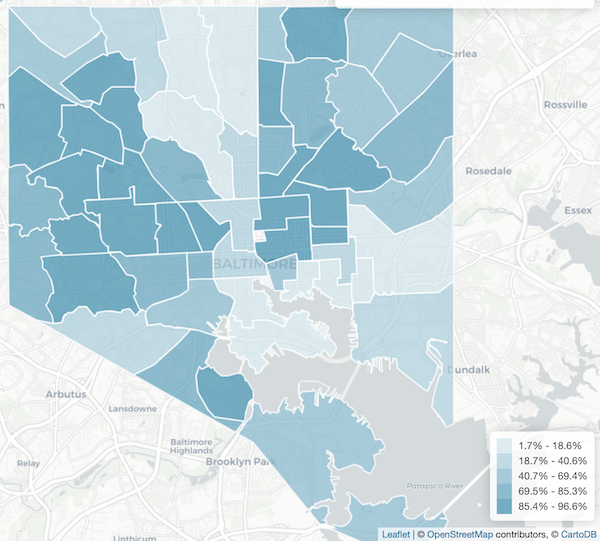 Overlea
Rossville
Rosedale
Essex
BALTIMORE
Dundalk
Arbutus
Lansdowne
Baltimore
Highlands
Relay
Brooklyn Park
Patapsco River
Linthicum
1.7% - 18.6%
18.7% - 40.6%
40.7% - 69.4%
69.5% - 85.3%
85.4% - 96.6%
Leaflet | © OpenStreetMap contributors, © CartoDB